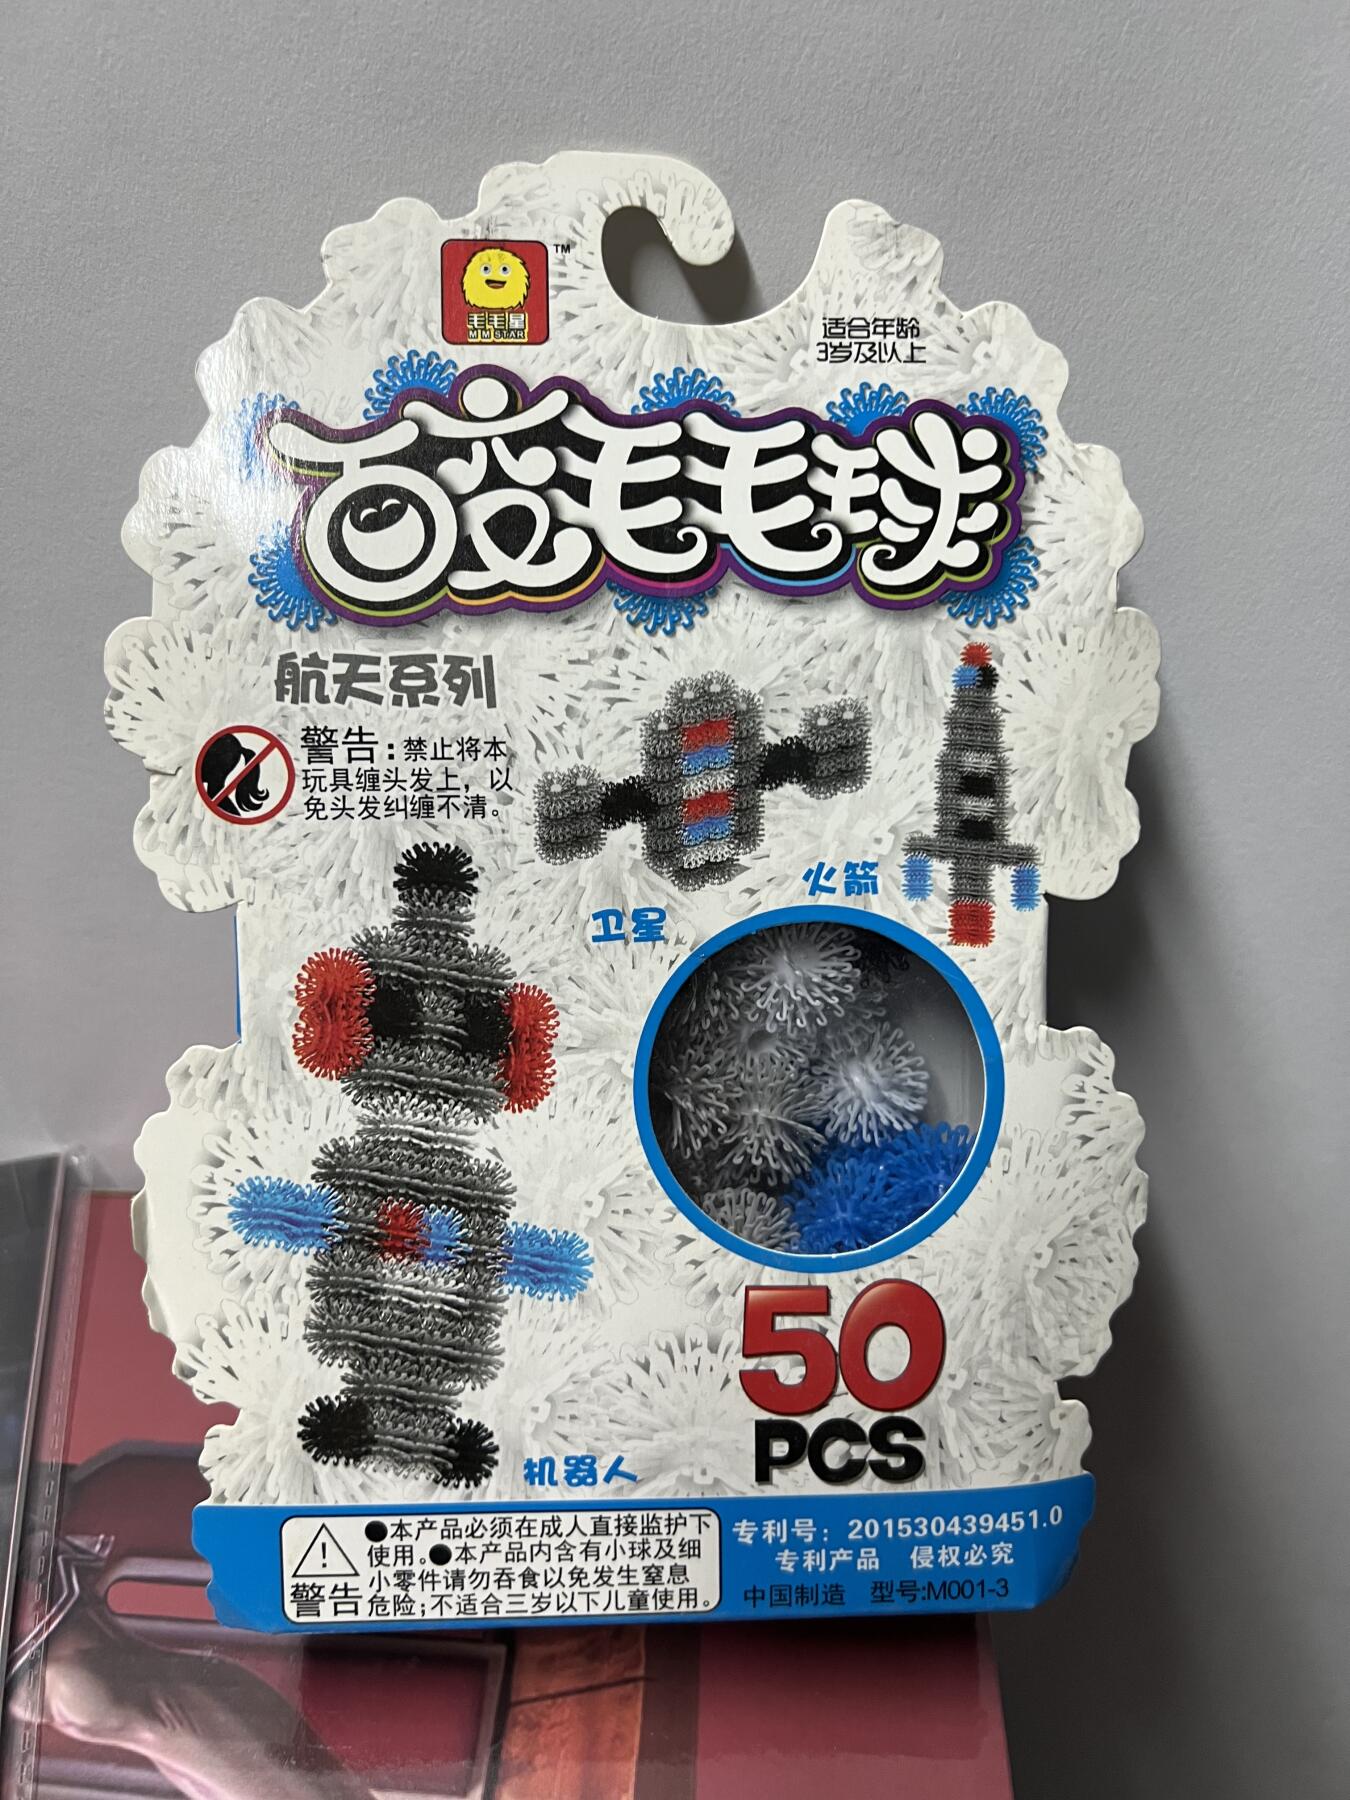 毛毛星
M M STAR
TM
适合年龄
3岁及以上
百变毛毛球
航天系列
警告:禁止将本
玩具缠头发上，以
免头发纠缠不清。
火箭
卫星
50
PCS
机器人
●本产品必须在成人直接监护下
使用。●本产品内含有小球及细
小零件请勿吞食以免发生窒息
警告 危险;不适合三岁以下儿童使用。
专利号：201530439451.0
专利产品 侵权必究
中国制造 型号:M001-3